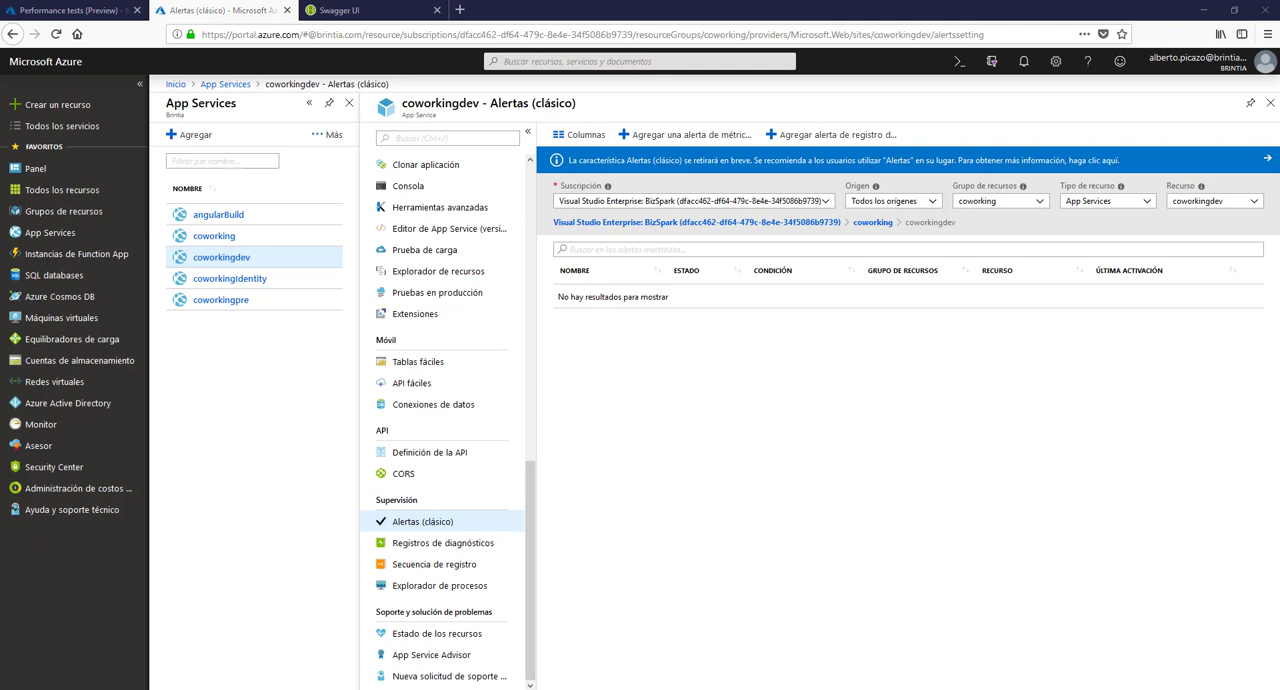 Performance tests (Preview) -
Alertas (clásico) - Microsoft Az
Swagger UI
https://portal.azure.com/#@brintia.com/resource/subscriptions/dfacc462-df64-479c-8e4e-34f5086b9739/resourceGroups/coworking/providers/Microsoft.Web/sites/coworkingdev/alertssetting
Microsoft Azure
Buscar recursos, servicios y documentos
alberto.picazo@brintia...
BRINTIA
Inicio > App Services > coworkingdev - Alertas (clásico)
Crear un recurso
Todos los servicios
FAVORITOS
Panel
Todos los recursos
Grupos de recursos
App Services
Instancias de Function App
SQL databases
Azure Cosmos DB
Máquinas virtuales
Equilibradores de carga
Cuentas de almacenamiento
Redes virtuales
Azure Active Directory
Monitor
Asesor
Security Center
Administración de costos ...
Ayuda y soporte técnico
App Services
Brintia
Agregar
Más
Filtrar por nombre...
NOMBRE
angularBuild
coworking
coworkingdev
coworkingIdentity
coworkingpre
coworkingdev - Alertas (clásico)
App Service
Buscar (Ctrl+/)
Clonar aplicación
Consola
Herramientas avanzadas
Editor de App Service (versi...
Prueba de carga
Explorador de recursos
Pruebas en producción
Extensiones
Móvil
Tablas fáciles
API fáciles
Conexiones de datos
API
Definición de la API
CORS
Supervisión
Alertas (clásico)
Registros de diagnósticos
Secuencia de registro
Explorador de procesos
Soporte y solución de problemas
Estado de los recursos
App Service Advisor
Nueva solicitud de soporte ...
Columnas
Agregar una alerta de métric...
Agregar alerta de registro d...
La característica Alertas (clásico) se retirará en breve. Se recomienda a los usuarios utilizar "Alertas" en su lugar. Para obtener más información, haga clic aquí.
* Suscripción Origen Grupo de recursos Tipo de recurso Recurso
Visual Studio Enterprise: BizSpark (dfacc462-df64-479c-8e4e-34f5086b9739) Todos los orígenes coworking App Services coworkingdev
Visual Studio Enterprise: BizSpark (dfacc462-df64-479c-8e4e-34f5086b9739) > coworking > coworkingdev
Buscar en las alertas mostradas...
NOMBRE ESTADO CONDICIÓN GRUPO DE RECURSOS RECURSO ÚLTIMA ACTIVACIÓN
No hay resultados para mostrar